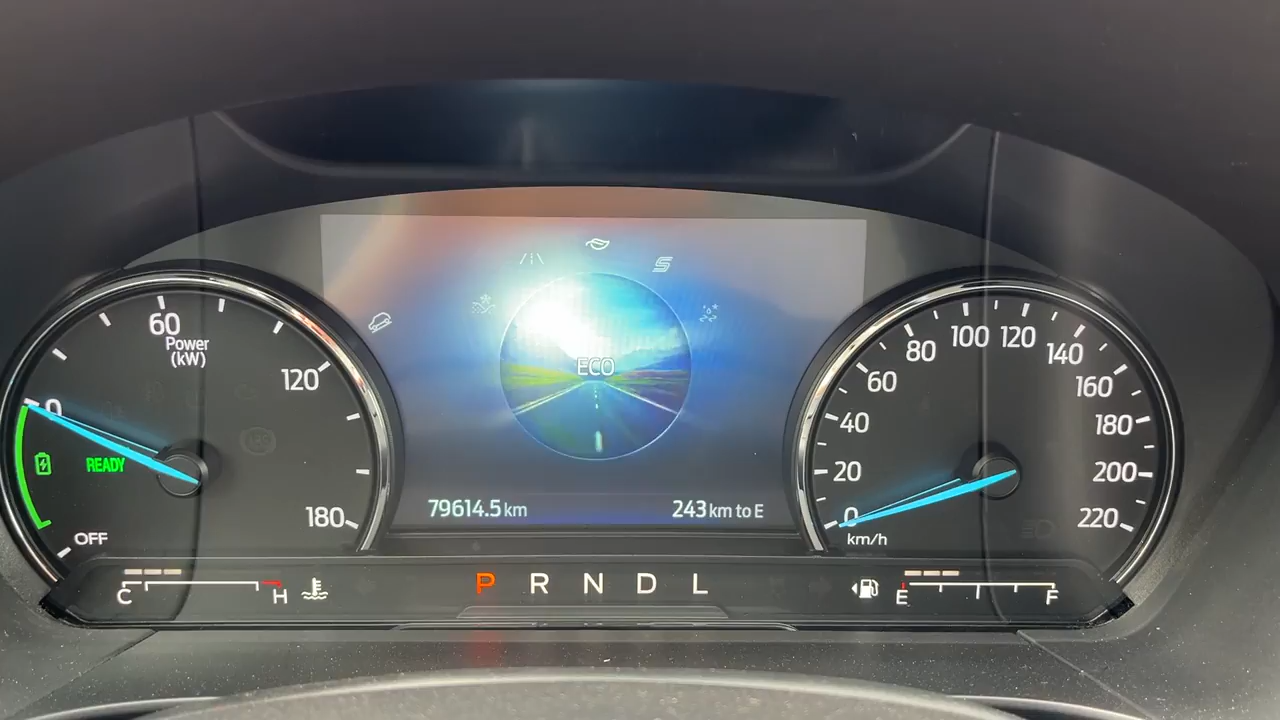 60
Power
(kW)
120
0
READY
180
OFF
ECO
79614.5 km
243 km to E
100 120
80 140
60 160
40 180
20 200
0 220
km/h
C H
P R N D L
E F